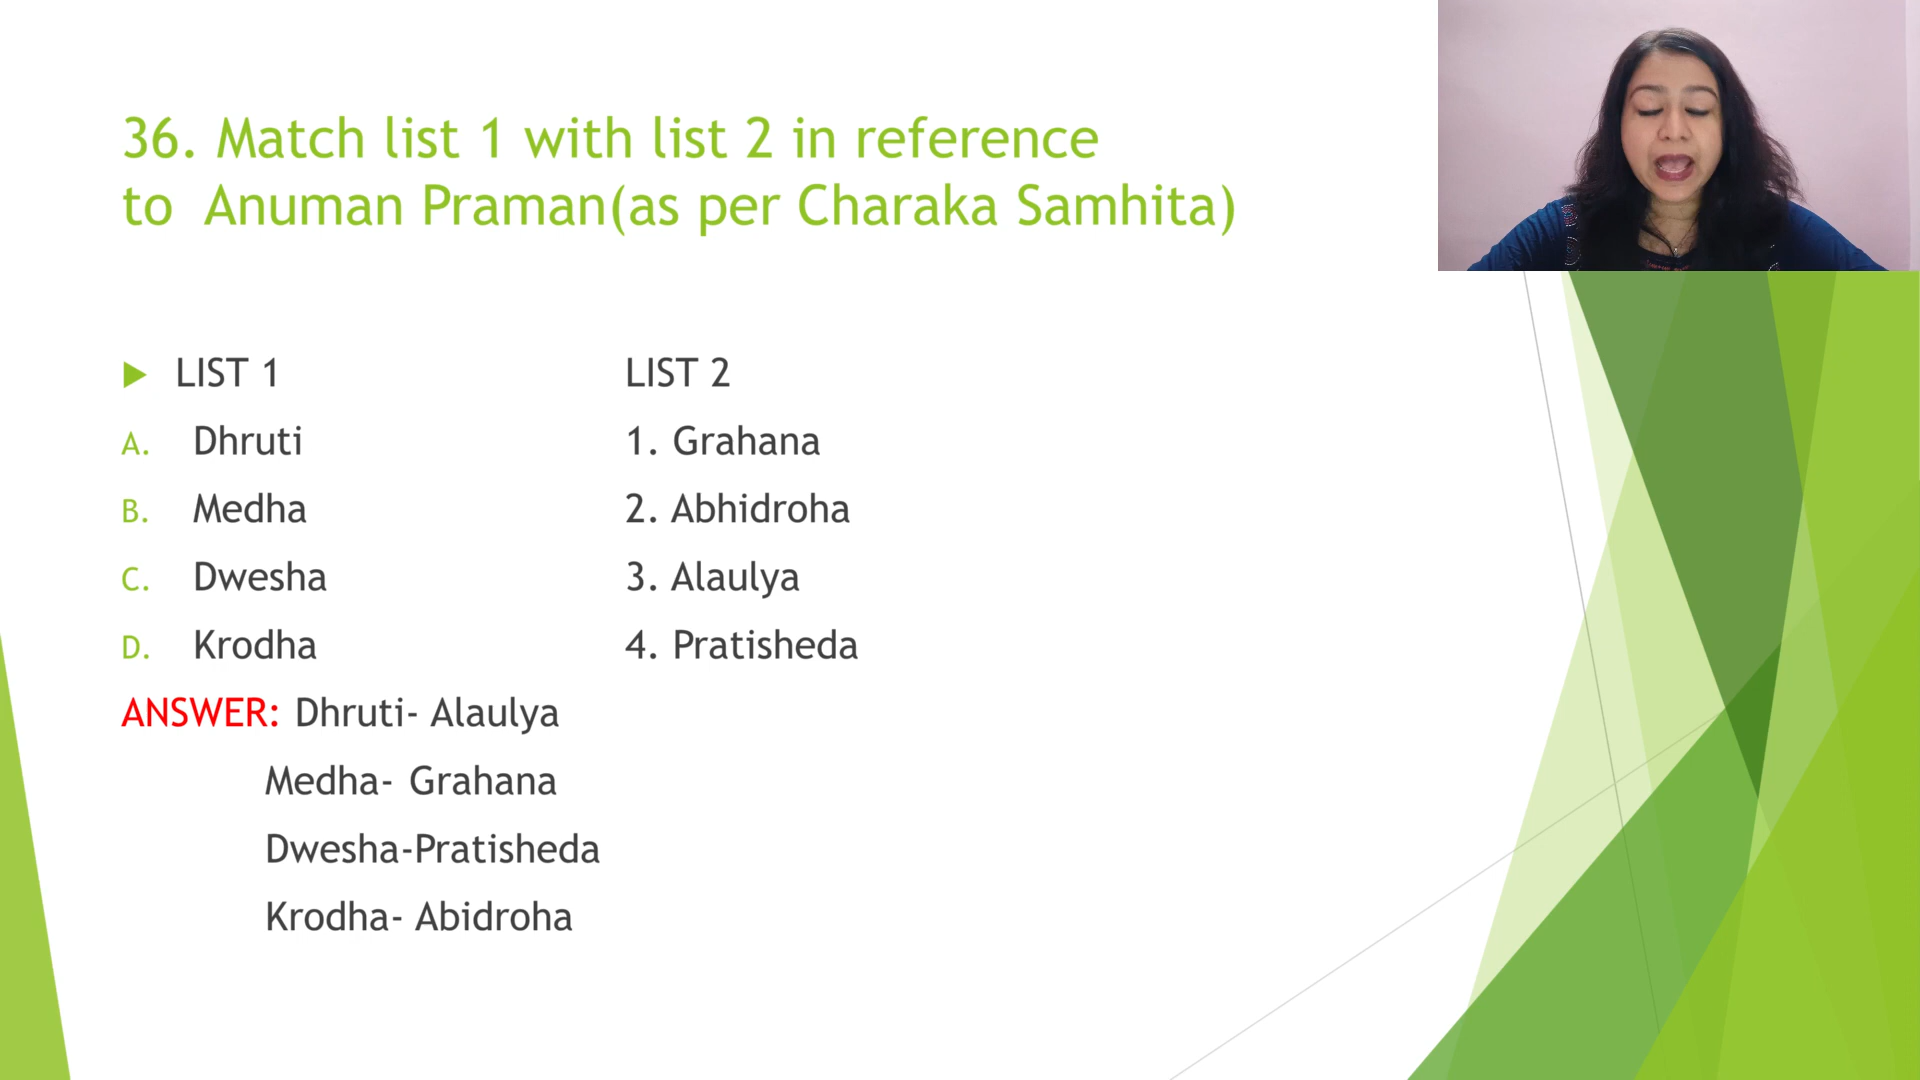 36. Match list 1 with list 2 in reference
to Anuman Praman(as per Charaka Samhita)
LIST 1 LIST 2
A. Dhruti 1. Grahana
B. Medha 2. Abhidroha
C. Dwesha 3. Alaulya
D. Krodha 4. Pratisheda
ANSWER: Dhruti- Alaulya
Medha- Grahana
Dwesha-Pratisheda
Krodha- Abidroha